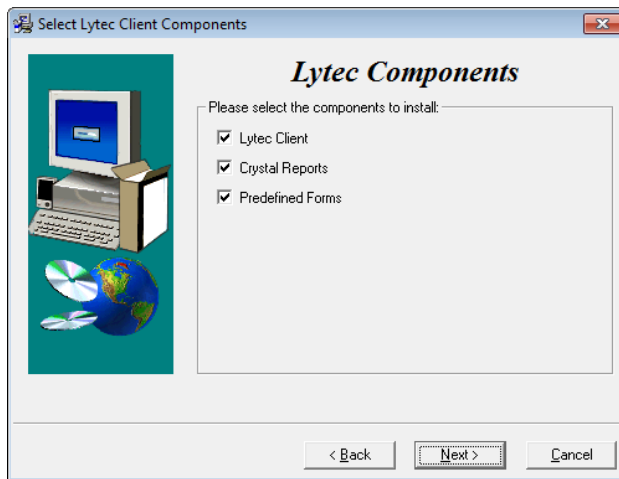 Select Lytec Client Components
Lytec Components
Please select the components to install:
Lytec Client
Crystal Reports
Predefined Forms
< Back
Next >
Cancel